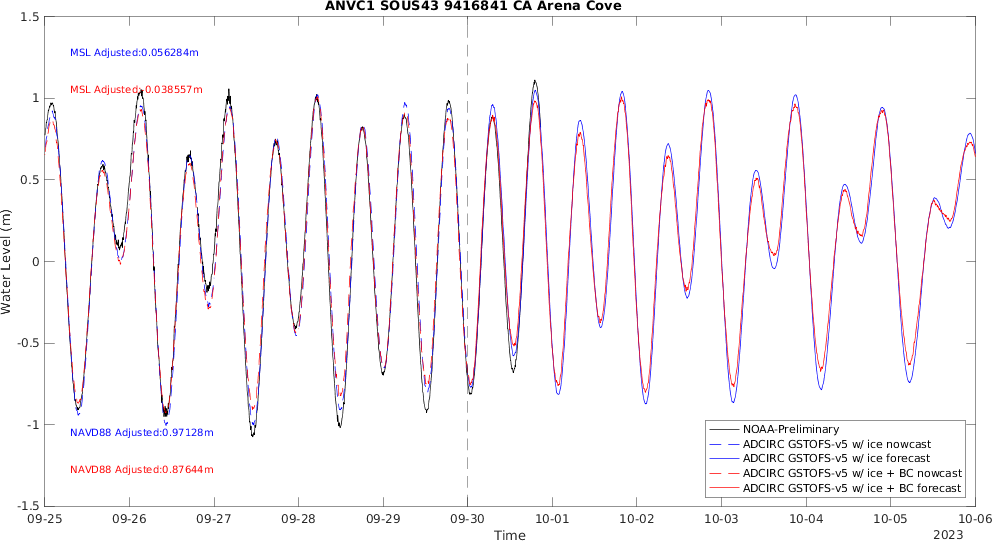 ANVC1 SOUS43 9416841 CA Arena Cove
1.5
1
0.5
0
-0.5
-1
-1.5
Water Level (m)
MSL Adjusted:0.056284m
MSL Adjusted:-0.038557m
NAVD88 Adjusted:0.97128m
NAVD88 Adjusted:0.87644m
NOAA-Preliminary
ADCIRC GSTOFS-v5 w/ ice nowcast
ADCIRC GSTOFS-v5 w/ ice forecast
ADCIRC GSTOFS-v5 w/ ice + BC nowcast
ADCIRC GSTOFS-v5 w/ ice + BC forecast
09-25 09-26 09-27 09-28 09-29 09-30 10-01 10-02 10-03 10-04 10-05 10-06
Time
2023